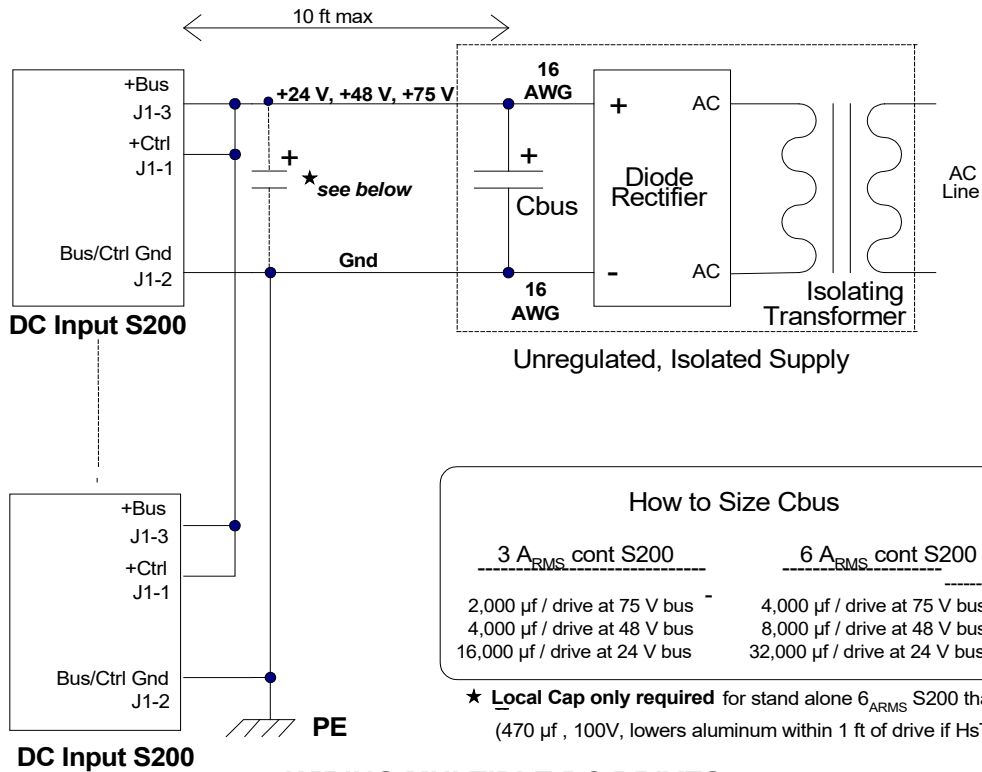 10 ft max
+Bus
J1-3
+Ctrl
J1-1
Bus/Ctrl Gnd
J1-2
DC Input S200
+24 V, +48 V, +75 V
+
★ see below
Gnd
16
AWG
+
Cbus
16
AWG
+
-
Diode
Rectifier
AC
AC
Isolating
Transformer
AC
Line
Unregulated, Isolated Supply
+Bus
J1-3
+Ctrl
J1-1
Bus/Ctrl Gnd
J1-2
DC Input S200
PE
How to Size Cbus
3 ARMS cont S200
2,000 µf / drive at 75 V bus
4,000 µf / drive at 48 V bus
16,000 µf / drive at 24 V bus
6 ARMS cont S200
4,000 µf / drive at 75 V bus
8,000 µf / drive at 48 V bus
32,000 µf / drive at 24 V bus
★ Local Cap only required for stand alone 6ARMS S200
(470 µf , 100V, lowers aluminum within 1 ft of drive if